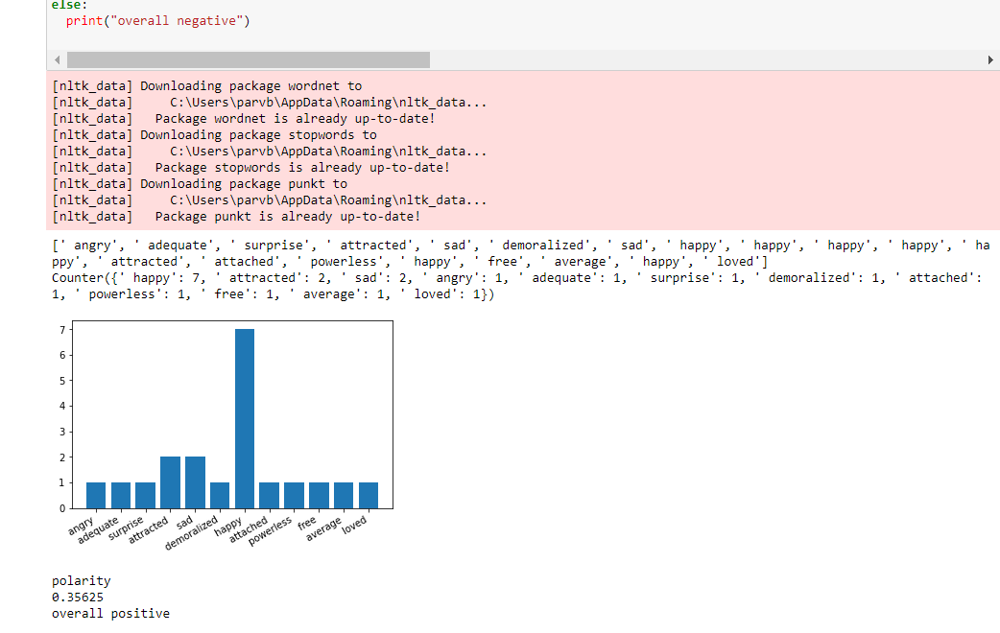 else:
print("overall negative")
[nltk_data] Downloading package wordnet to
[nltk_data]     C:\Users\parvb\AppData\Roaming\nltk_data...
[nltk_data]   Package wordnet is already up-to-date!
[nltk_data] Downloading package stopwords to
[nltk_data]     C:\Users\parvb\AppData\Roaming\nltk_data...
[nltk_data]   Package stopwords is already up-to-date!
[nltk_data] Downloading package punkt to
[nltk_data]     C:\Users\parvb\AppData\Roaming\nltk_data...
[nltk_data]   Package punkt is already up-to-date!
[' angry', ' adequate', ' surprise', ' attracted', ' sad', ' demoralized', ' sad', ' happy', ' happy', ' happy', ' happy', ' ha
ppy', ' attracted', ' attached', ' powerless', ' happy', ' free', ' average', ' happy', ' loved']
Counter({' happy': 7, ' attracted': 2, ' sad': 2, ' angry': 1, ' adequate': 1, ' surprise': 1, ' demoralized': 1, ' attached':
1, ' powerless': 1, ' free': 1, ' average': 1, ' loved': 1})
7
6
5
4
3
2
1
0
angry
adequate
surprise
attracted
sad
demoralized
happy
attached
powerless
free
average
loved
polarity
0.35625
overall positive